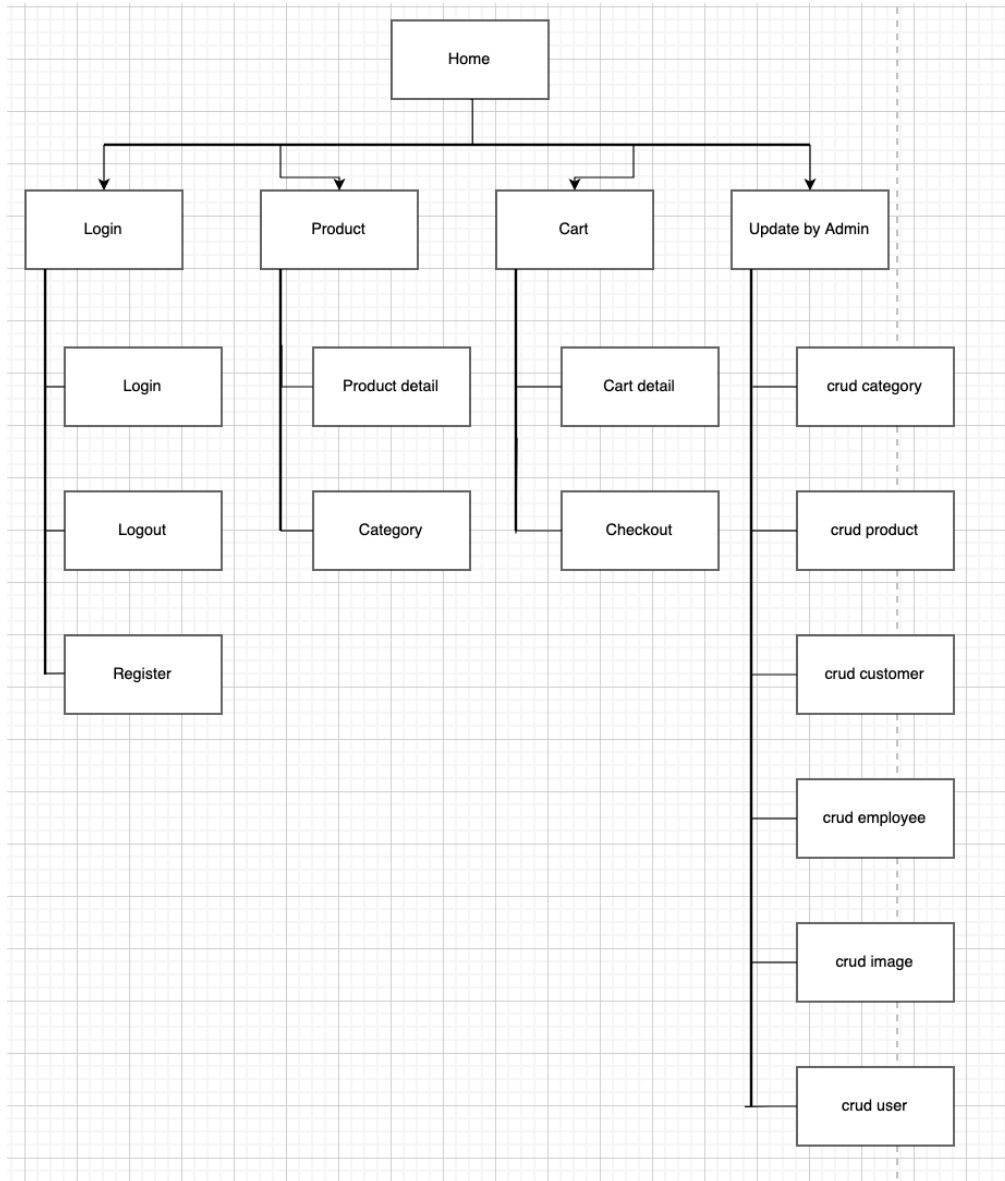 Home
Login
Product
Cart
Update by Admin
Login
Product detail
Cart detail
crud category
Logout
Category
Checkout
crud product
Register
crud customer
crud employee
crud image
crud user